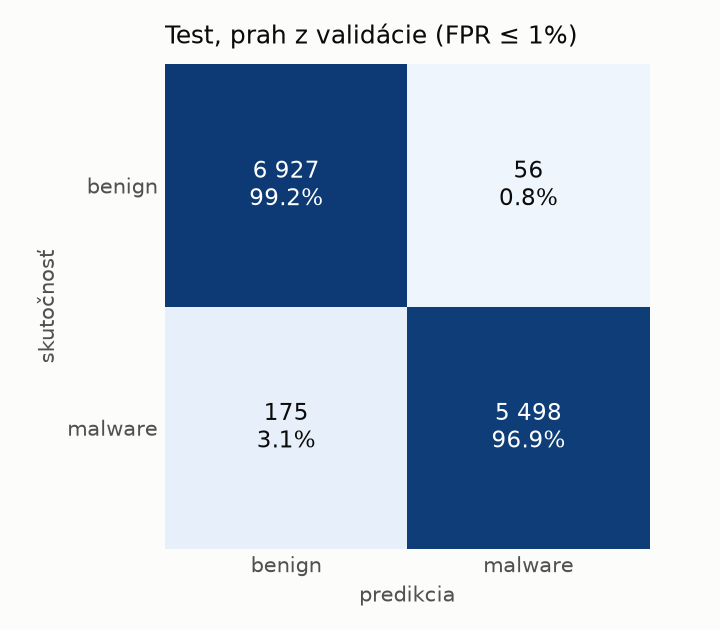 Test, prah z validácie (FPR ≤ 1%)
benign
6 927
99.2%
56
0.8%
skutočnosť
malware
175
3.1%
5 498
96.9%
benign
malware
predikcia